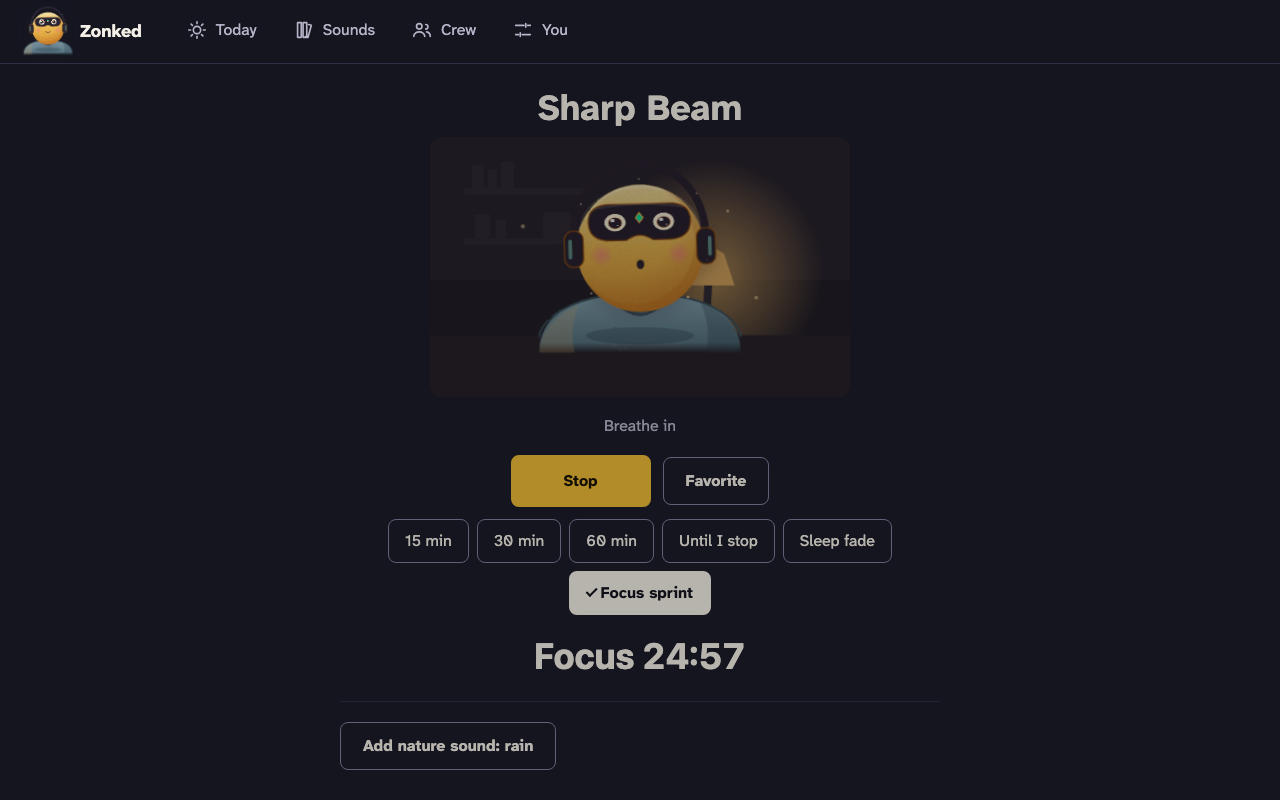 Zonked
Today
Sounds
Crew
You
Sharp Beam
Breathe in
Stop
Favorite
15 min
30 min
60 min
Until I stop
Sleep fade
Focus sprint
Focus 24:57
Add nature sound: rain